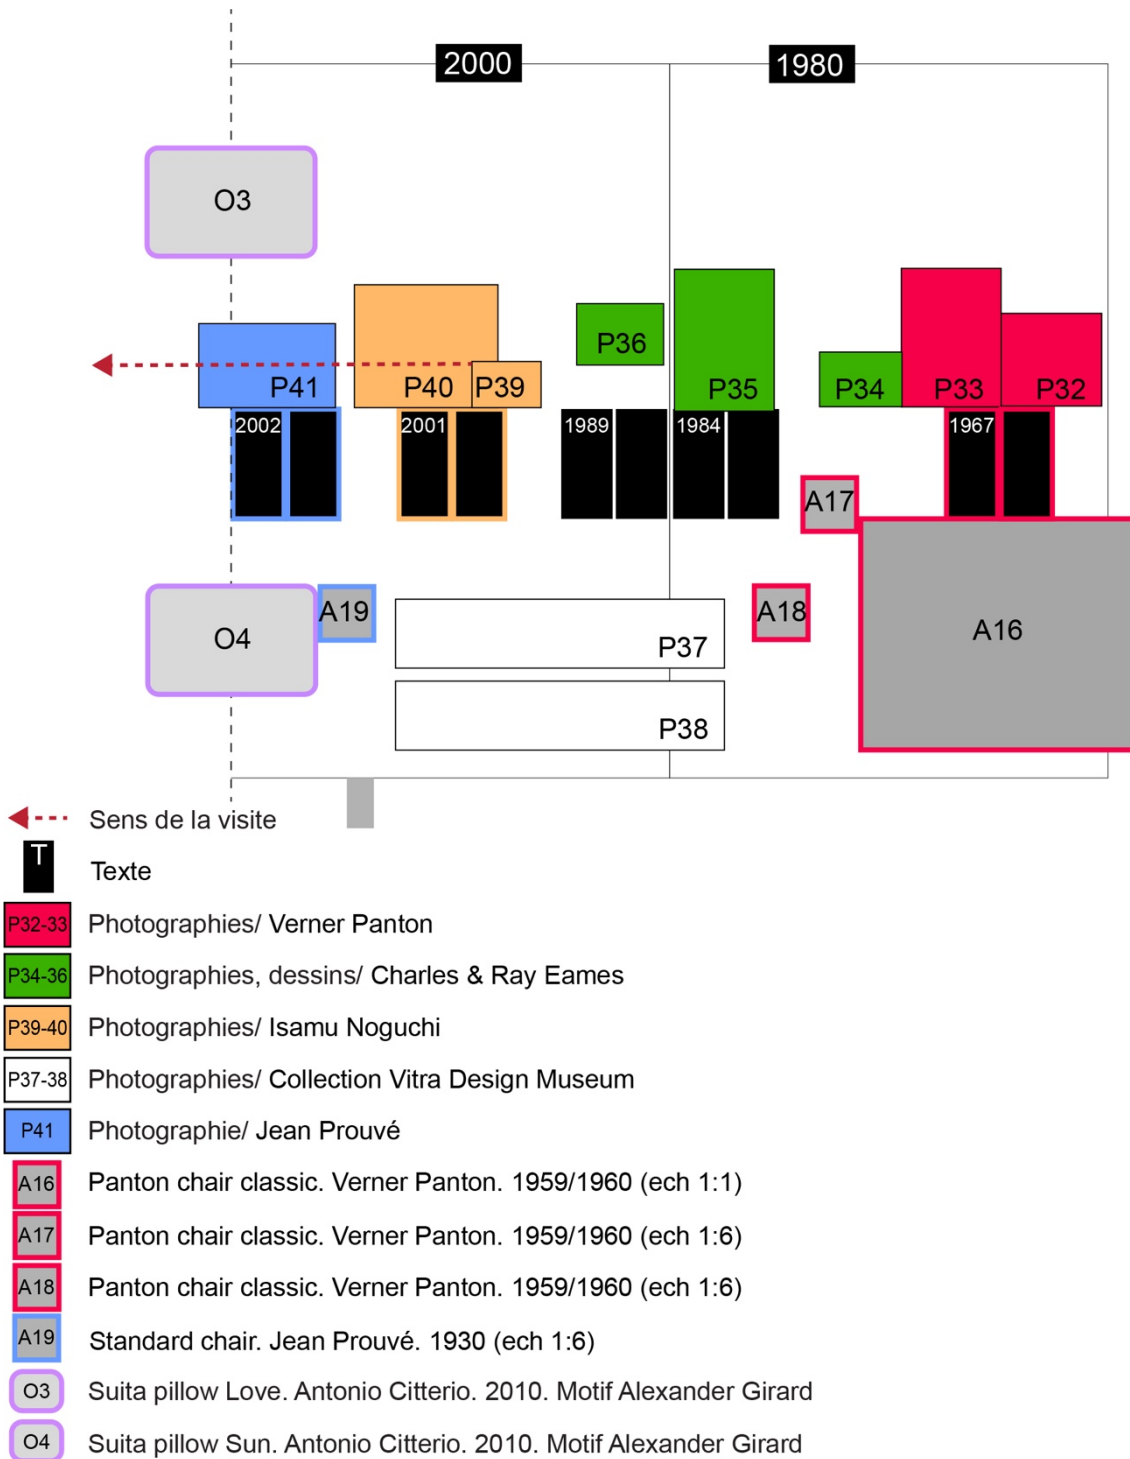 2000
1980
O3
P41
P40
P39
P36
P35
P34
P33
P32
2002
2001
1989
1984
1967
A17
O4
A19
P37
A18
A16
P38
Sens de la visite
T
Texte
P32-33 Photographies/ Verner Panton
P34-36 Photographies, dessins/ Charles & Ray Eames
P39-40 Photographies/ Isamu Noguchi
P37-38 Photographies/ Collection Vitra Design Museum
P41 Photographie/ Jean Prouvé
A16 Panton chair classic. Verner Panton. 1959/1960 (ech 1:1)
A17 Panton chair classic. Verner Panton. 1959/1960 (ech 1:6)
A18 Panton chair classic. Verner Panton. 1959/1960 (ech 1:6)
A19 Standard chair. Jean Prouvé. 1930 (ech 1:6)
O3 Suita pillow Love. Antonio Citterio. 2010. Motif Alexander Girard
O4 Suita pillow Sun. Antonio Citterio. 2010. Motif Alexander Girard